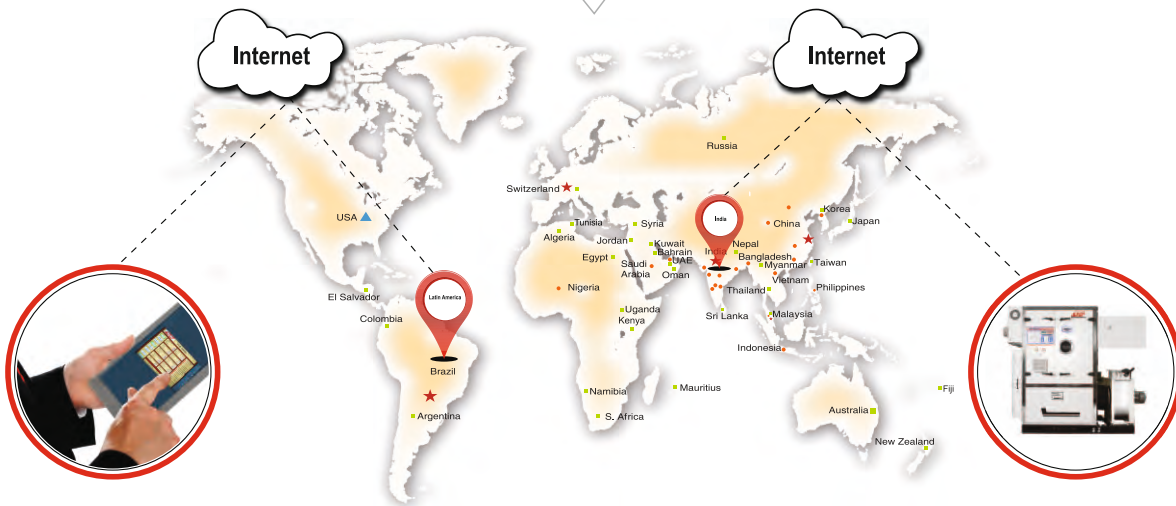 Internet
Internet
Russia
Switzerland
USA
Tunisia
Algeria
Syria
Jordan
Kuwait
Bahrain
Egypt
UAE
Saudi
Arabia
Oman
India
India
Nepal
Bangladesh
China
Korea
Japan
Myanmar
Taiwan
Vietnam
Thailand
Philippines
Nigeria
El Salvador
Latin America
Colombia
Uganda
Kenya
Sri Lanka
Malaysia
Indonesia
Brazil
Namibia
Mauritius
Fiji
Argentina
S. Africa
Australia
New Zealand